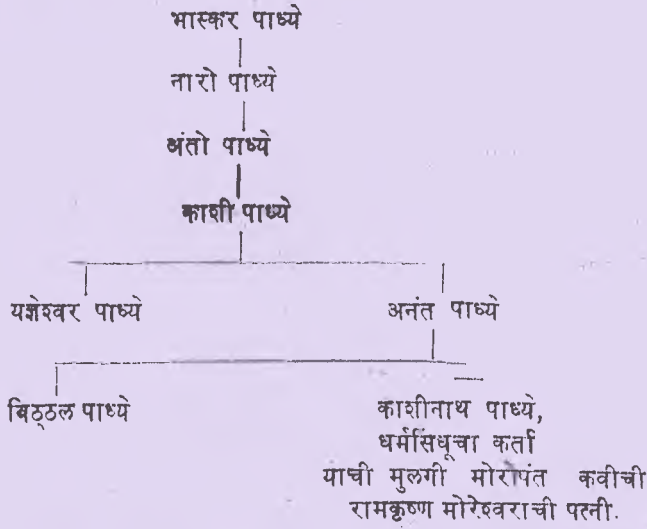 भास्कर पाध्ये
नारो पाध्ये
अंतो पाध्ये
काशी पाध्ये
यज्ञेश्वर पाध्ये
अनंत पाध्ये
विठ्ठल पाध्ये
काशीनाथ पाध्ये,
धर्मसिंधूचा कर्ता
याची मुलगी मोरोपंत कवीची
रामकृष्ण मोरेश्वराची पत्नी.